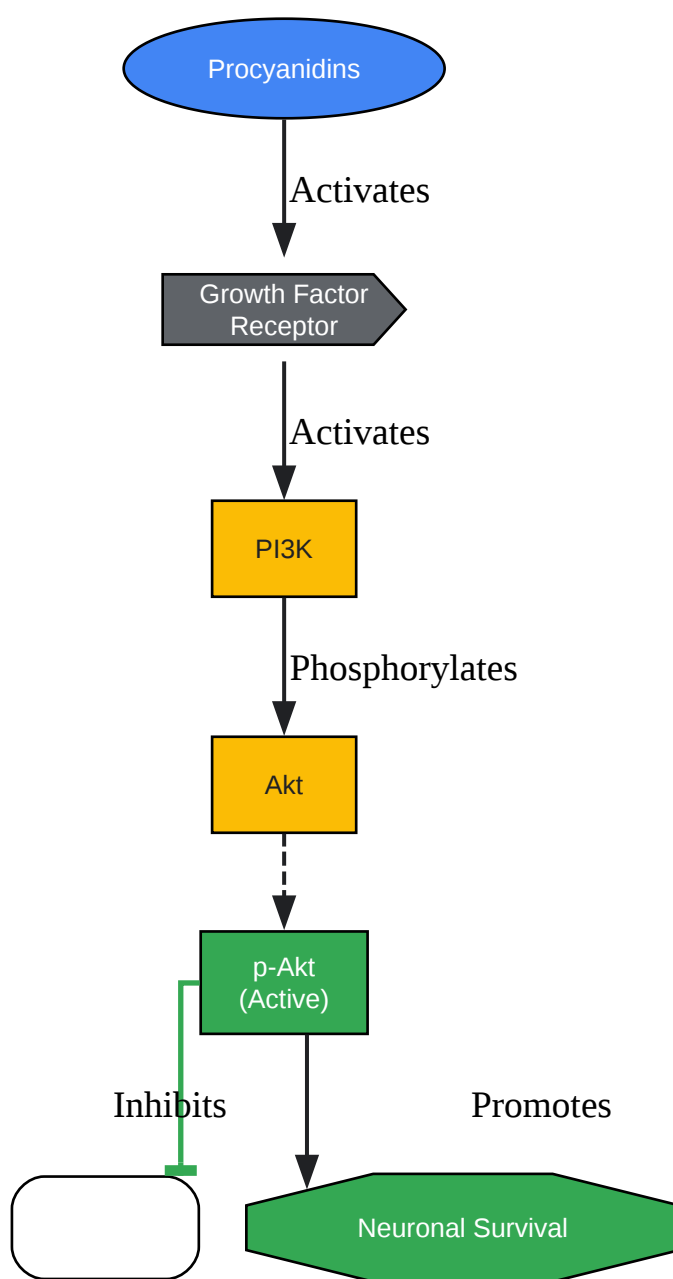 Procyanidins
Activates
Growth Factor
Receptor
Activates
PI3K
Phosphorylates
Akt
p-Akt
(Active)
Inhibits
Promotes
Neuronal Survival